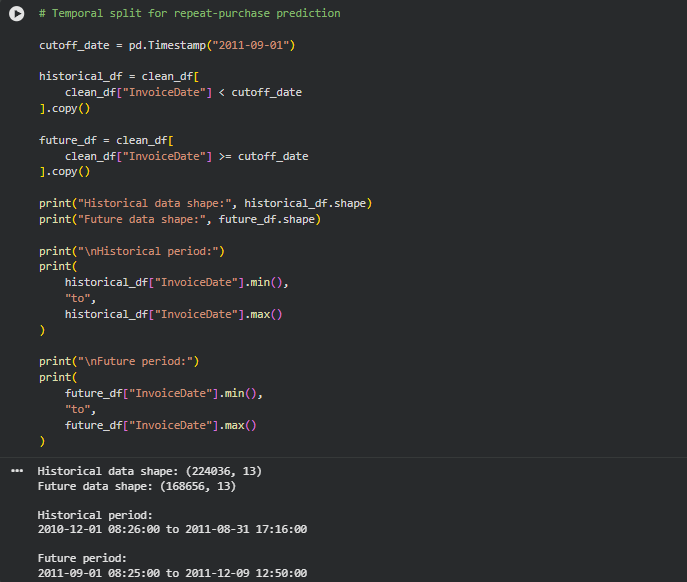 # Temporal split for repeat-purchase prediction
cutoff_date = pd.Timestamp("2011-09-01")
historical_df = clean_df[
    clean_df["InvoiceDate"] < cutoff_date
].copy()
future_df = clean_df[
    clean_df["InvoiceDate"] >= cutoff_date
].copy()
print("Historical data shape:", historical_df.shape)
print("Future data shape:", future_df.shape)
print("\nHistorical period:")
print(
    historical_df["InvoiceDate"].min(),
    "to",
    historical_df["InvoiceDate"].max()
)
print("\nFuture period:")
print(
    future_df["InvoiceDate"].min(),
    "to",
    future_df["InvoiceDate"].max()
)
Historical data shape: (224036, 13)
Future data shape: (168656, 13)
Historical period:
2010-12-01 08:26:00 to 2011-08-31 17:16:00
Future period:
2011-09-01 08:25:00 to 2011-12-09 12:50:00